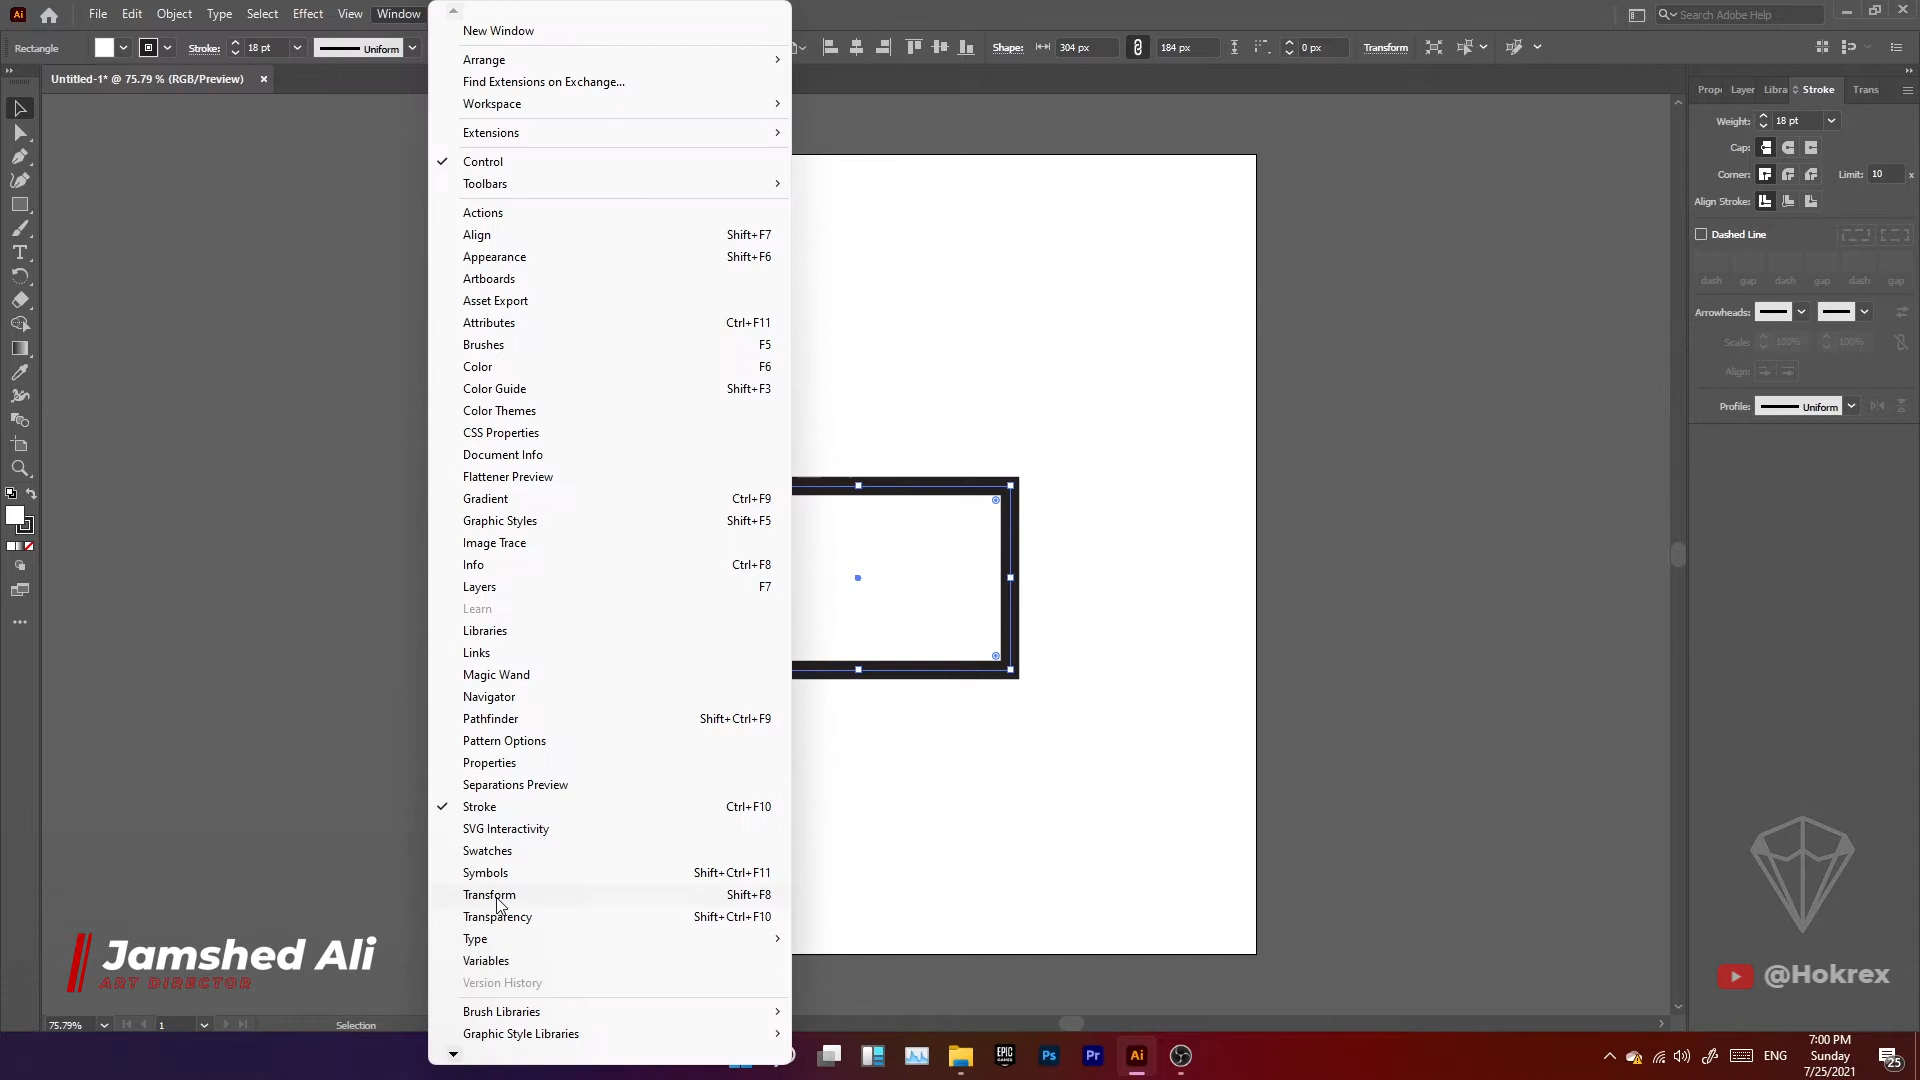 File Edit Object Type Select Effect View Window Search Adobe Help
Rectangle Stroke: 18 pt Uniform Shape: 304 px 184 px 0 px Transform
Untitled-1* @ 75.79 % (RGB/Preview) ×
New Window
Arrange
Find Extensions on Exchange...
Workspace
Extensions
Control
Toolbars
Actions
Align Shift+F7
Appearance Shift+F6
Artboards
Asset Export
Attributes Ctrl+F11
Brushes F5
Color F6
Color Guide Shift+F3
Color Themes
CSS Properties
Document Info
Flattener Preview
Gradient Ctrl+F9
Graphic Styles Shift+F5
Image Trace
Info Ctrl+F8
Layers F7
Learn
Libraries
Links
Magic Wand
Navigator
Pathfinder Shift+Ctrl+F9
Pattern Options
Properties
Separations Preview
Stroke Ctrl+F10
SVG Interactivity
Swatches
Symbols Shift+Ctrl+F11
Transform Shift+F8
Transparency Shift+Ctrl+F10
Type
Variables
Version History
Brush Libraries
Graphic Style Libraries
Prope Layer Libra Stroke Trans
Weight: 18 pt
Cap:
Corner: Limit: 10 x
Align Stroke:
Dashed Line
dash gap dash gap dash gap
Arrowheads:
Scale: 100% 100%
Align:
Profile: Uniform
Jamshed Ali
ART DIRECTOR
@Hokrex
75.79% 1 Selection
Ai Ps Pr Ai
EPIC GAMES
ENG
7:00 PM
Sunday
7/25/2021
25